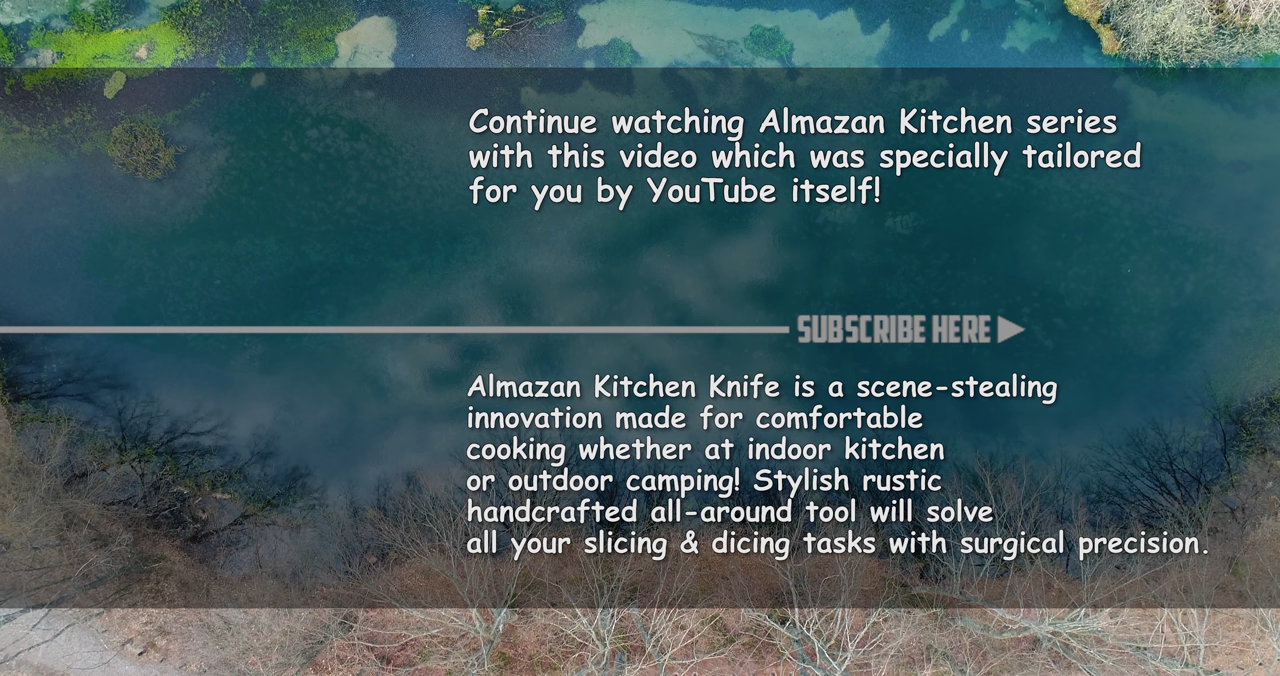 Continue watching Almazan Kitchen series
with this video which was specially tailored
for you by YouTube itself!
SUBSCRIBE HERE
Almazan Kitchen Knife is a scene-stealing
innovation made for comfortable
cooking whether at indoor kitchen
or outdoor camping! Stylish rustic
handcrafted all-around tool will solve
all your slicing & dicing tasks with surgical precision.